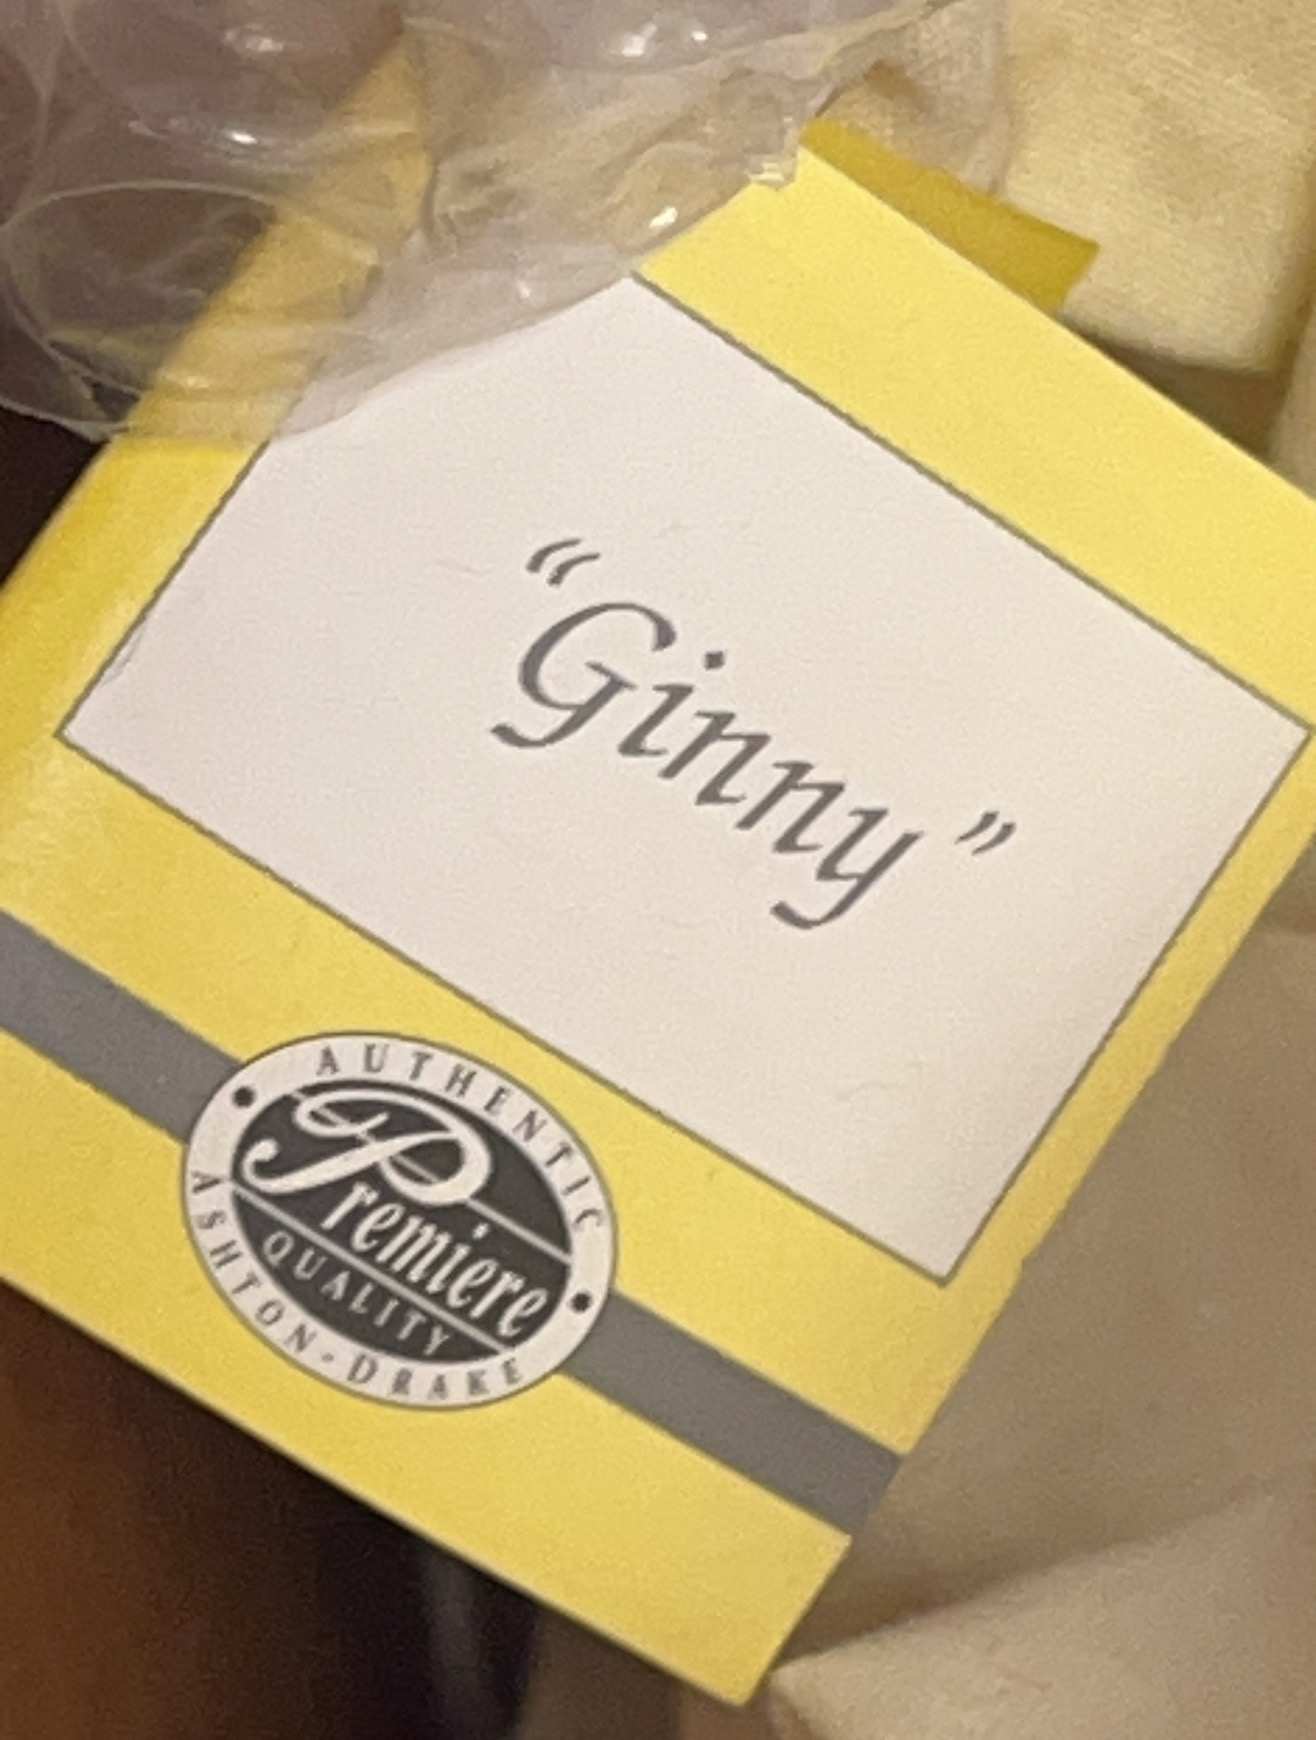 “Ginny”
AUTHENTIC
Premiere
QUALITY
ASHTON-DRAKE